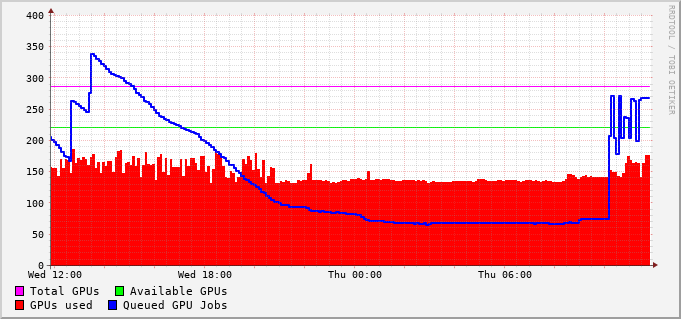 400
350
300
250
200
150
100
50
0
Wed 12:00 Wed 18:00 Thu 00:00 Thu 06:00
Total GPUs Available GPUs
GPUs used Queued GPU Jobs
RRDTOOL / TOBI OETIKER